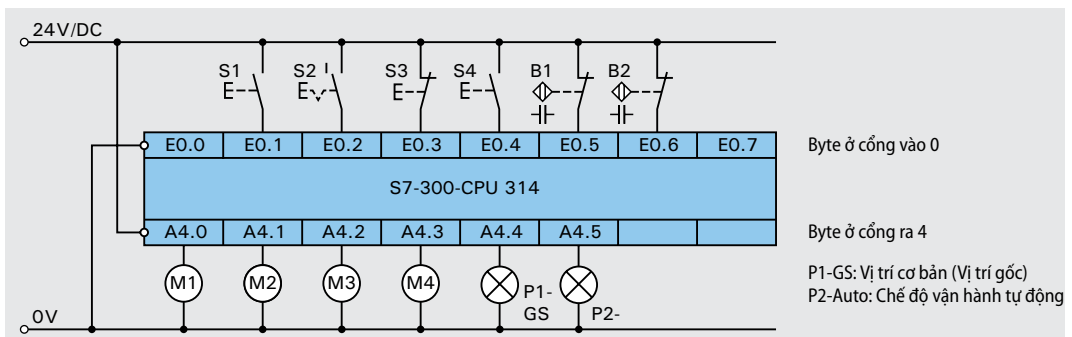 24V/DC
S1 S2 S3 S4 B1 B2
E E E E
E0.0 E0.1 E0.2 E0.3 E0.4 E0.5 E0.6 E0.7
Byte ở cổng vào 0
S7-300-CPU 314
A4.0 A4.1 A4.2 A4.3 A4.4 A4.5
Byte ở cổng ra 4
M1 M2 M3 M4 P1-
GS P2-
P1-GS: Vị trí cơ bản (Vị trí gốc)
P2-Auto: Chế độ vận hành tự động
0V